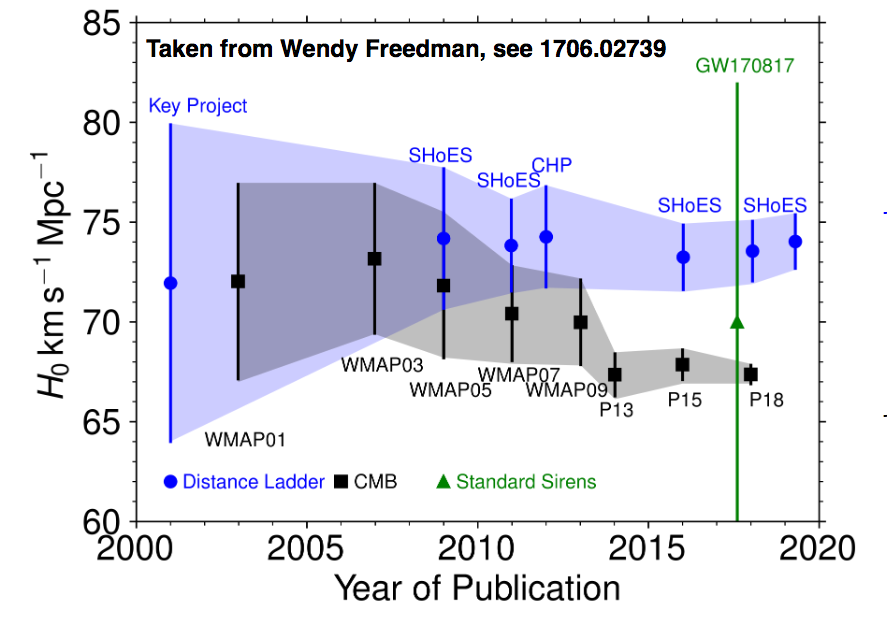 85
Taken from Wendy Freedman, see 1706.02739
GW170817
Key Project
80
SHoES
CHP
SHoES
75
SHoES
SHoES
H₀ km s⁻¹ Mpc⁻¹
70
WMAP03
WMAP07
WMAP05
WMAP09
P15
P18
P13
65
WMAP01
Distance Ladder
CMB
Standard Sirens
60
2000
2005
2010
2015
2020
Year of Publication